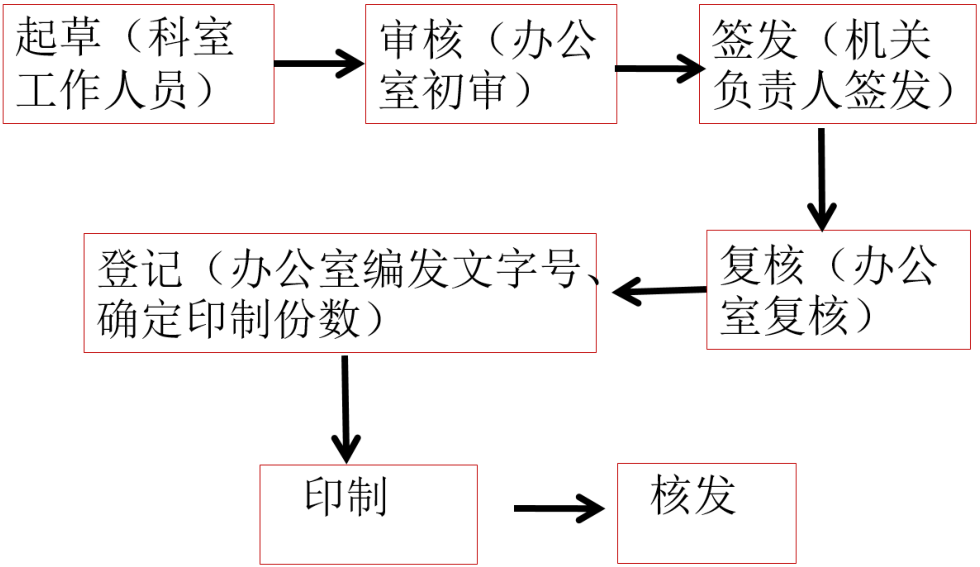 起草（科室
工作人员）
审核（办公
室初审）
签发（机关
负责人签发）
复核（办公
室复核）
登记（办公室编发文字号、
确定印制份数）
印制
核发